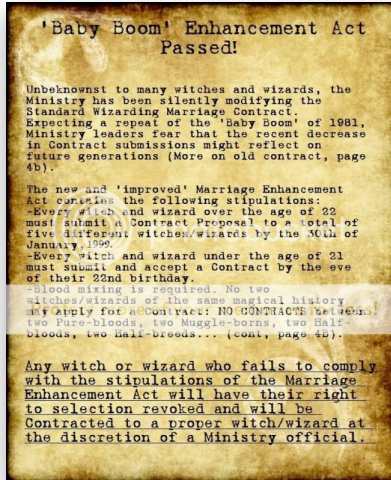 'Baby Boom' Enhancement Act
Passed!
Unbeknownst to many witches and wizards, the
Ministry has been silently modifying the
Standard Wizarding Marriage Contract.
Expecting a repeat of the 'Baby Boom' of 1981,
Ministry leaders fear that the recent decrease
in Contract submissions might reflect on
future generations (More on old contract, page
4b).
The new and 'improved' Marriage Enhancement
Act contains the following stipulations:
-Every witch and wizard over the age of 22
must submit a Contract Proposal to a total of
five different witches/wizards by the 30th of
January,1999.
-Every witch and wizard under the age of 21
must submit and accept a Contract by the eve
of their 22nd birthday.
-Blood mixing is required. No two
witches/wizards of the same magical history
may apply for a contract: NO CONTRACTS between
two Pure-bloods, two Muggle-borns, two Half-
bloods, two Half-breeds... (cont, page 4B).
Any witch or wizard who fails to comply
with the stipulations of the Marriage
Enhancement Act will have their right
to selection revoked and will be
Contracted to a proper witch/wizard at
the discretion of a Ministry official.